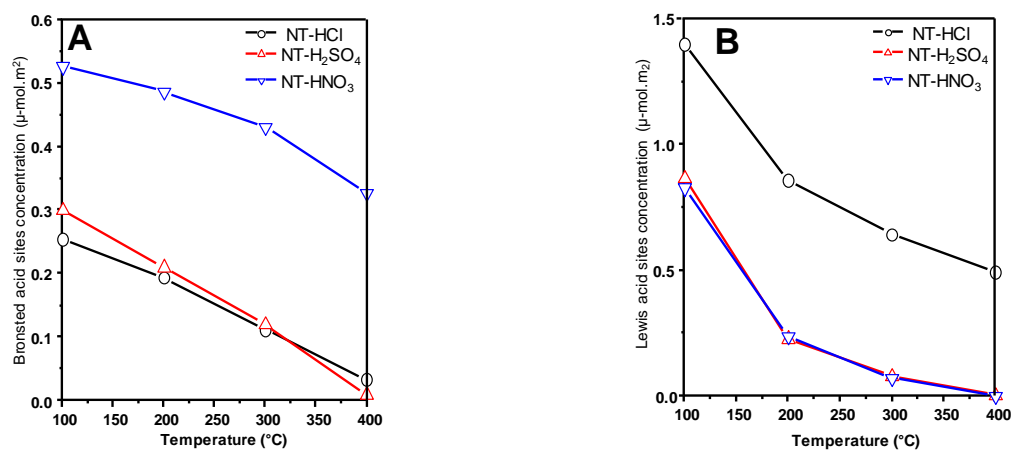 A
NT-HCl
NT-H₂SO₄
NT-HNO₃
Bronsted acid sites concentration (µ-mol.m²)
0.6
0.5
0.4
0.3
0.2
0.1
0.0
100 150 200 250 300 350 400
Temperature (°C)
B
NT-HCl
NT-H₂SO₄
NT-HNO₃
Lewis acid sites concentration (µ-mol.m₂)
1.5
1.0
0.5
0.0
100 150 200 250 300 350 400
Temperature (°C)